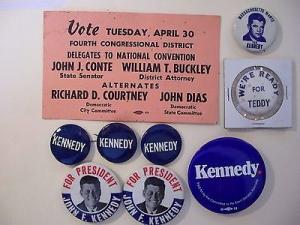 Vote TUESDAY, APRIL 30
FOURTH CONGRESSIONAL DISTRICT
DELEGATES TO NATIONAL CONVENTION
JOHN J. CONTE WILLIAM T. BUCKLEY
State Senator District Attorney
ALTERNATES
RICHARD D. COURTNEY JOHN DIAS
Democratic Democratic
City Committee State Committee
MASSACHUSETTS WANTS
KENNEDY
WE'RE READY
FOR
TEDDY
KENNEDY
KENNEDY
KENNEDY
FOR PRESIDENT
JOHN F. KENNEDY
FOR PRESIDENT
JOHN F. KENNEDY
Kennedy.